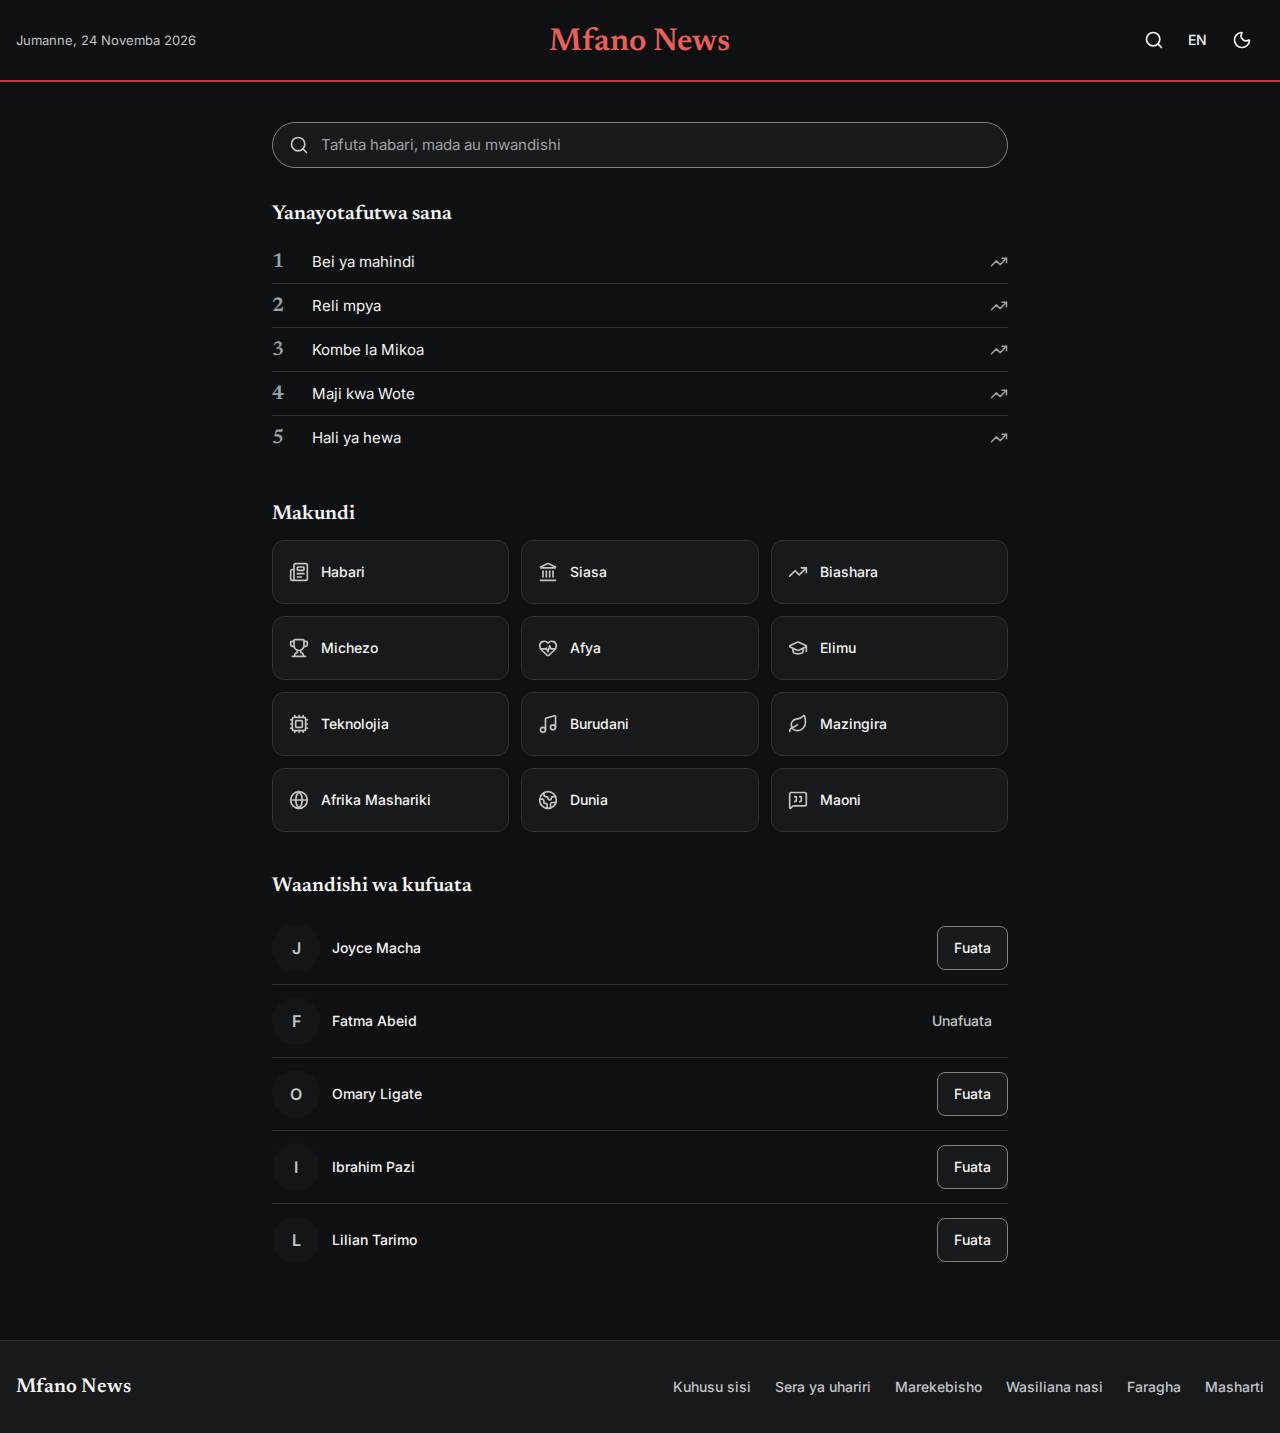 Jumanne, 24 Novemba 2026
Mfano News
EN
Tafuta habari, mada au mwandishi
Yanayotafutwa sana
1 Bei ya mahindi
2 Reli mpya
3 Kombe la Mikoa
4 Maji kwa Wote
5 Hali ya hewa
Makundi
Habari
Siasa
Biashara
Michezo
Afya
Elimu
Teknolojia
Burudani
Mazingira
Afrika Mashariki
Dunia
Maoni
Waandishi wa kufuata
J Joyce Macha Fuata
F Fatma Abeid Unafuata
O Omary Ligate Fuata
I Ibrahim Pazi Fuata
L Lilian Tarimo Fuata
Mfano News
Kuhusu sisi Sera ya uhariri Marekebisho Wasiliana nasi Faragha Masharti